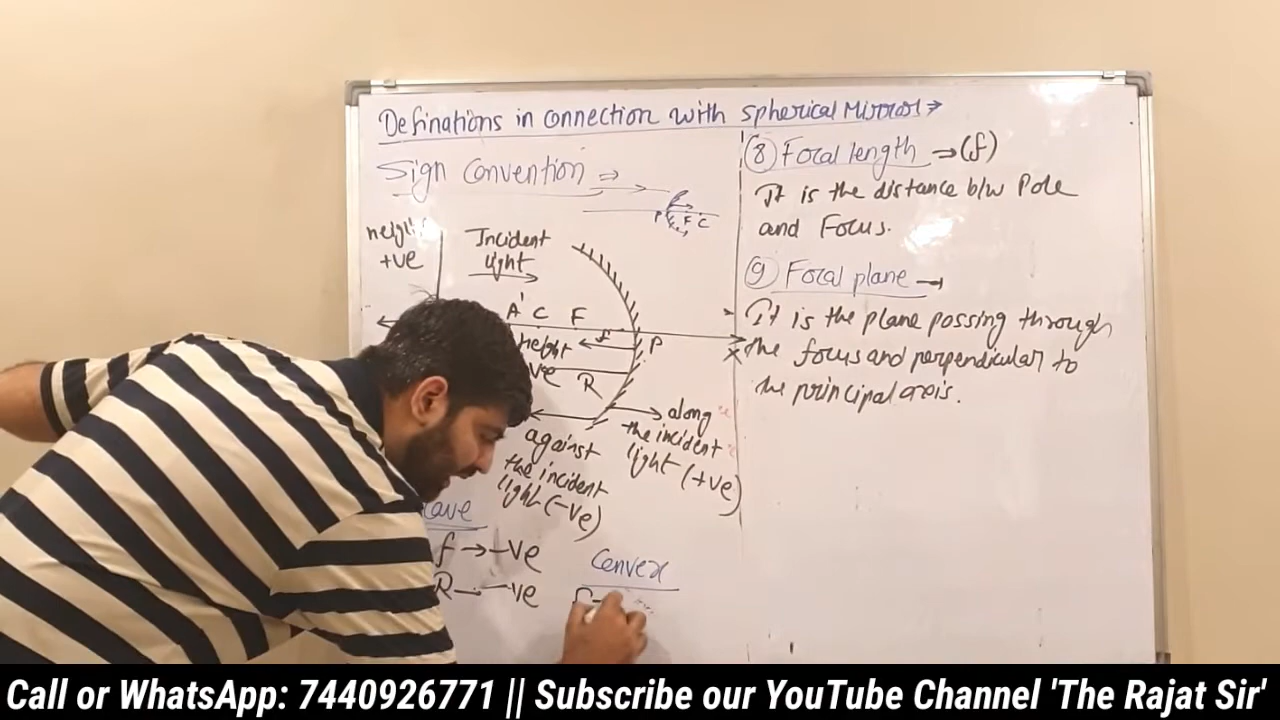 Definations in connection with spherical Mirrors→
Sign Convention ⇒
P F C
+ve
Incident
light
A' C F
f P
ve R
against
the incident
light (-ve)
along
the incident
light (+ve)
f → -ve
R → -ve
Convex
⑧ Focal length → (f)
It is the distance b/w Pole
and Focus.
⑨ Focal plane →
It is the plane possing through
the focus and perpendicular to
the principal axis.
Call or WhatsApp: 7440926771 || Subscribe our YouTube Channel 'The Rajat Sir'